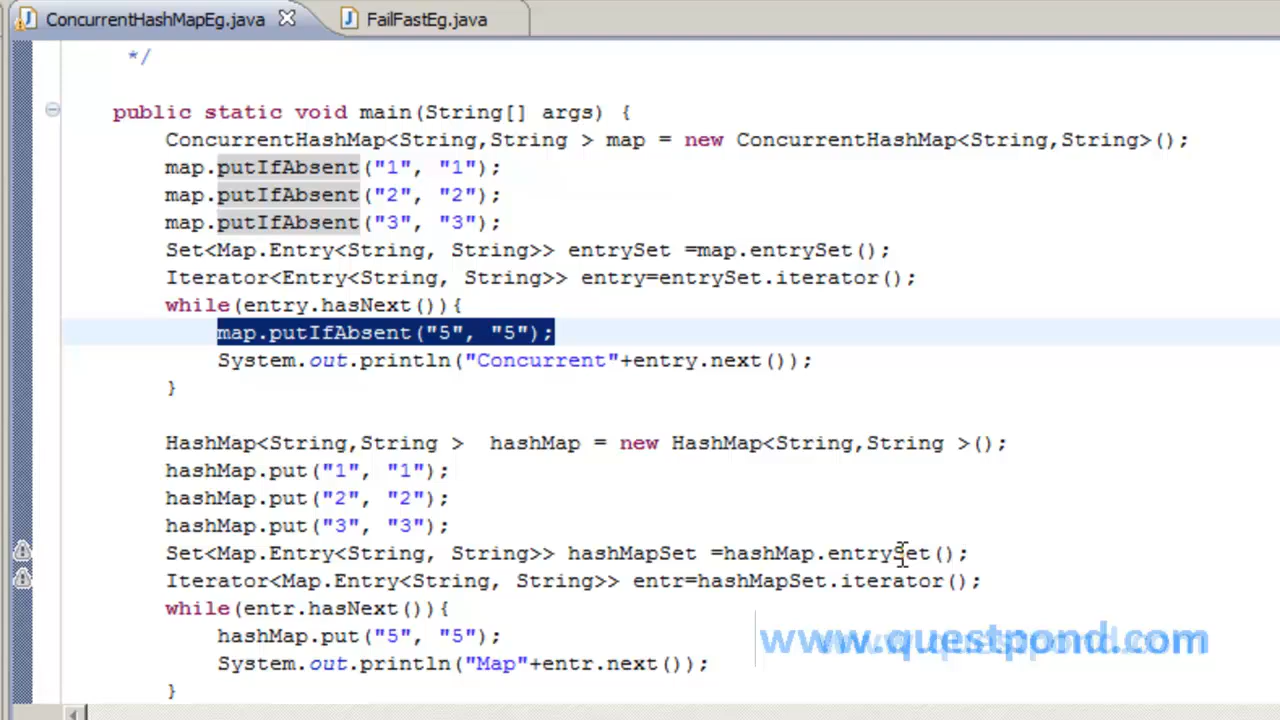 ConcurrentHashMapEg.java FailFastEg.java
*/
public static void main(String[] args) {
ConcurrentHashMap<String,String > map = new ConcurrentHashMap<String,String>();
map.putIfAbsent("1", "1");
map.putIfAbsent("2", "2");
map.putIfAbsent("3", "3");
Set<Map.Entry<String, String>> entrySet =map.entrySet();
Iterator<Entry<String, String>> entry=entrySet.iterator();
while(entry.hasNext()){
map.putIfAbsent("5", "5");
System.out.println("Concurrent"+entry.next());
}
HashMap<String,String >  hashMap = new HashMap<String,String >();
hashMap.put("1", "1");
hashMap.put("2", "2");
hashMap.put("3", "3");
Set<Map.Entry<String, String>> hashMapSet =hashMap.entrySet();
Iterator<Map.Entry<String, String>> entr=hashMapSet.iterator();
while(entr.hasNext()){
hashMap.put("5", "5");
www.questpond.com
System.out.println("Map"+entr.next());
}